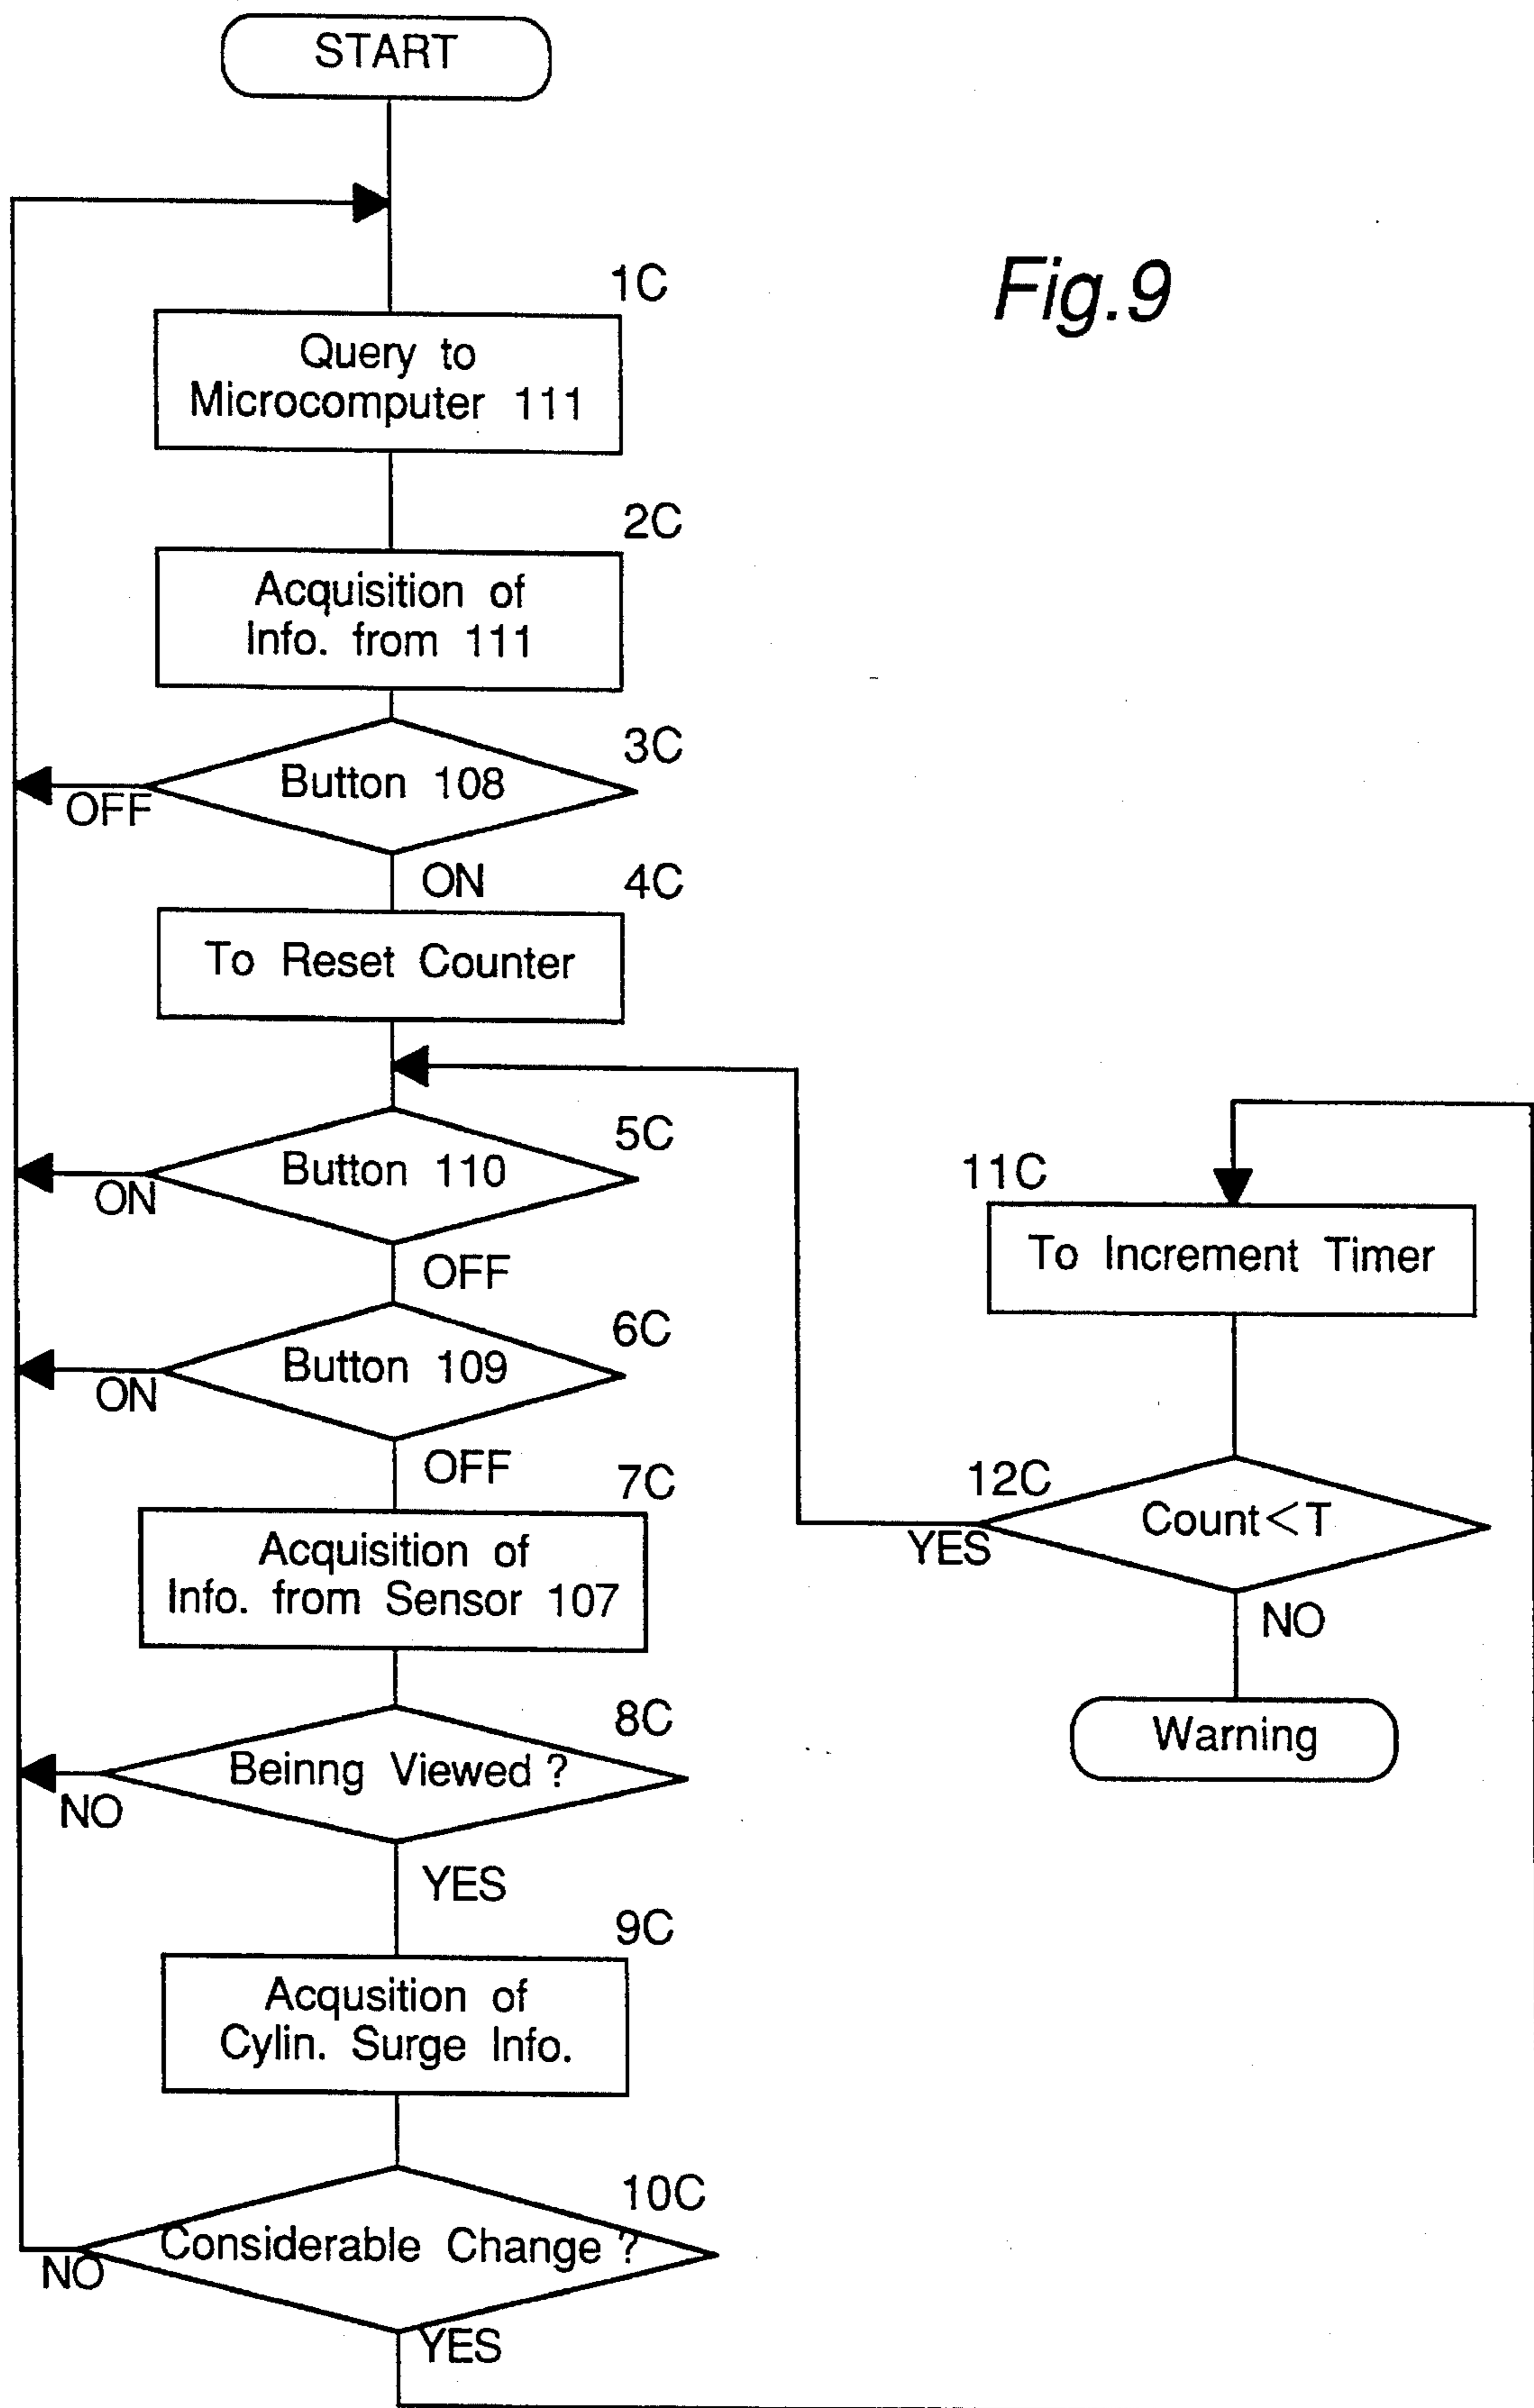 START
Fig.9
1C
Query to
Microcomputer 111
2C
Acquisition of
Info. from 111
3C
Button 108
OFF
ON
4C
To Reset Counter
5C
Button 110
ON
OFF
6C
Button 109
ON
OFF
7C
Acquisition of
Info. from Sensor 107
8C
Beinng Viewed ?
NO
YES
9C
Acqusition of
Cylin. Surge Info.
10C
Considerable Change ?
NO
YES
11C
To Increment Timer
12C
Count<T
YES
NO
Warning